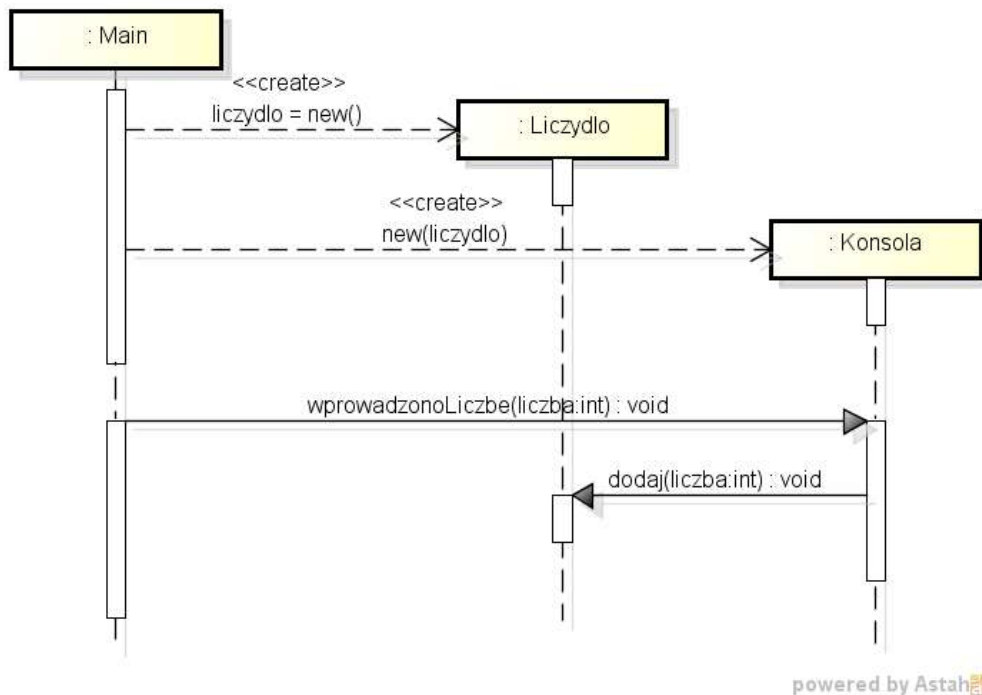 : Main
<<create>>
liczydlo = new()
: Liczydlo
<<create>>
new(liczydlo)
: Konsola
wprowadzonoLiczbe(liczba:int) : void
dodaj(liczba:int) : void
powered by Astah